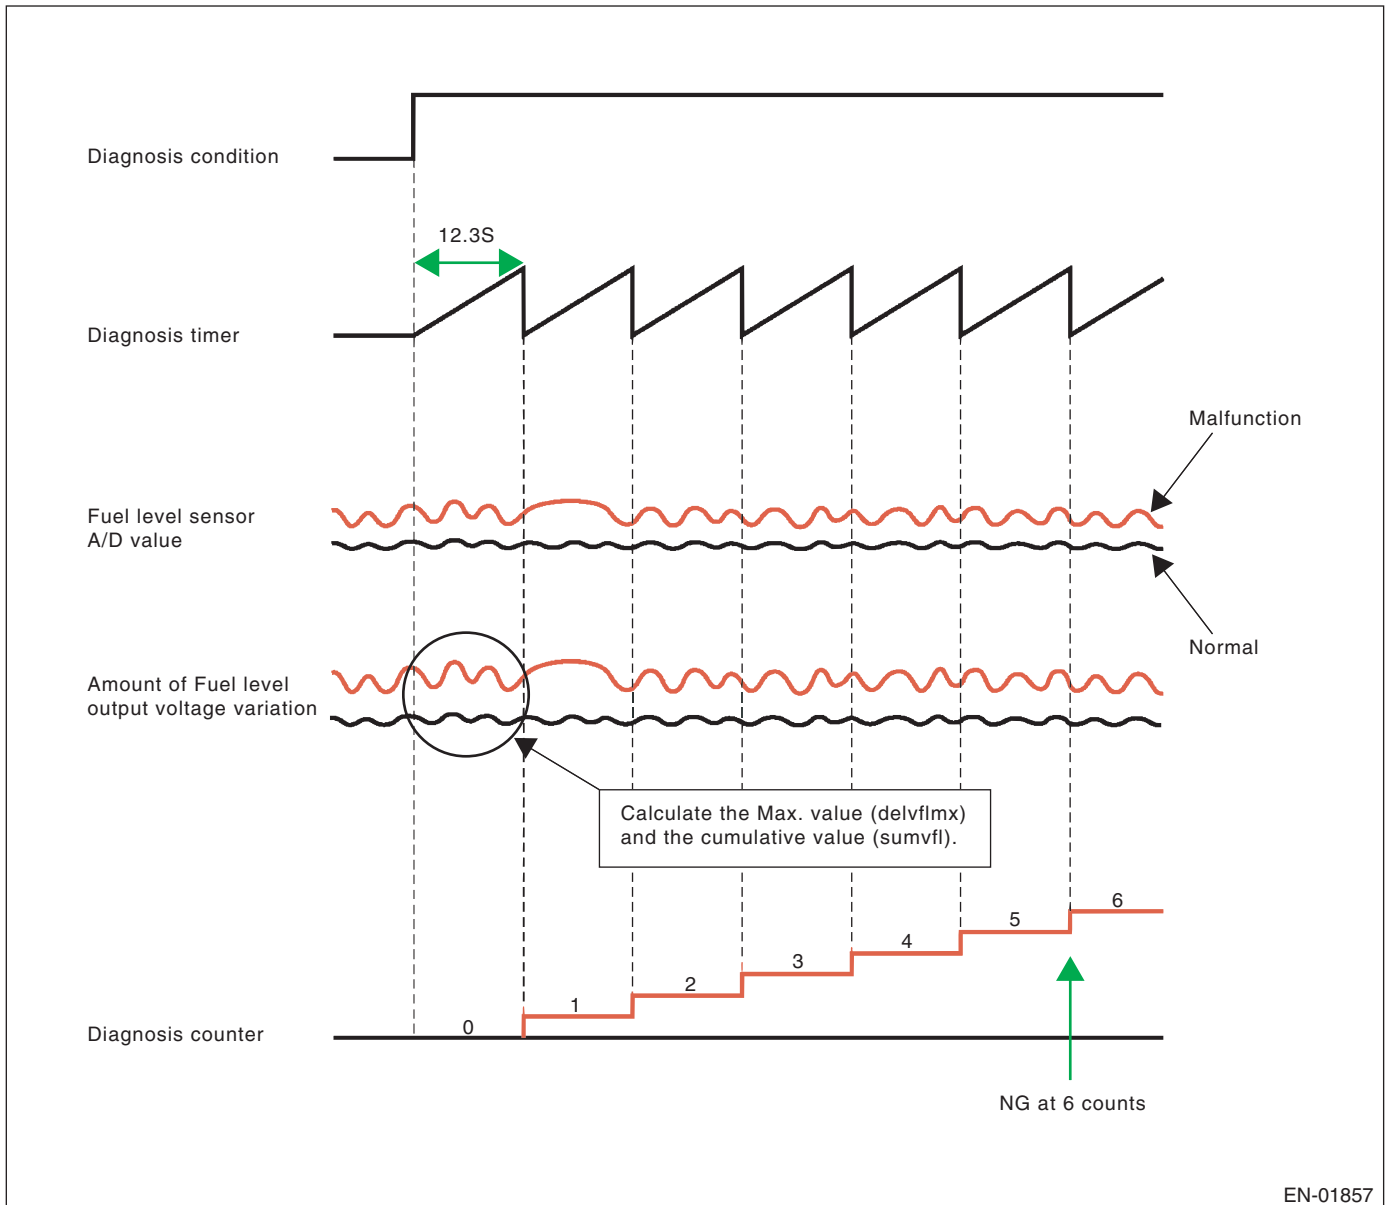 Diagnosis condition
12.3S
Diagnosis timer
Malfunction
Fuel level sensor
A/D value
Normal
Amount of Fuel level
output voltage variation
Calculate the Max. value (delvflmx)
and the cumulative value (sumvfl).
6
5
4
3
2
1
0
Diagnosis counter
NG at 6 counts
EN-01857